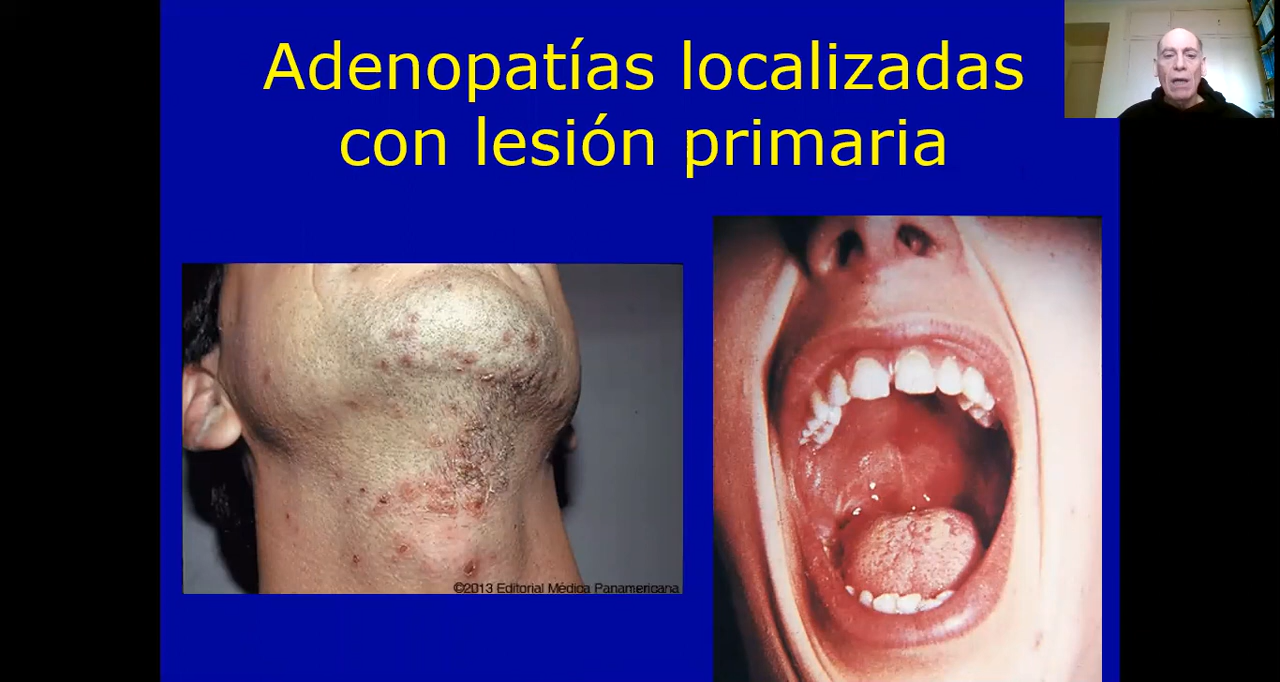 Adenopatías localizadas
con lesión primaria
©2013 Editorial Médica Panamericana